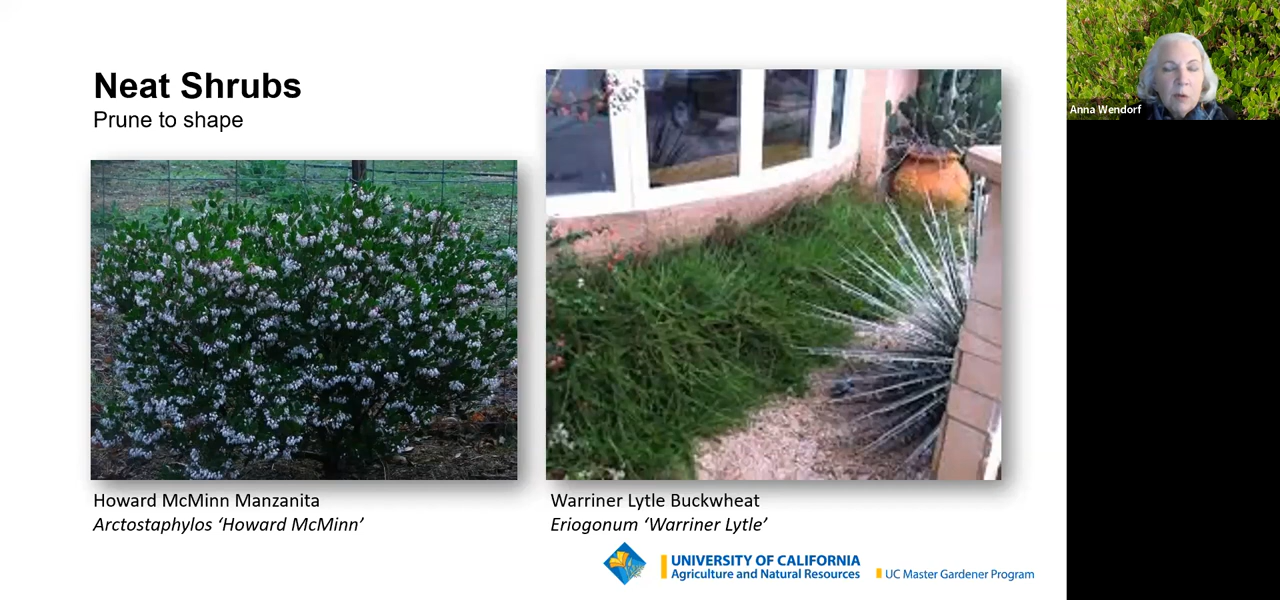 Neat Shrubs
Prune to shape
Howard McMinn Manzanita
Arctostaphylos ‘Howard McMinn’
Warriner Lytle Buckwheat
Eriogonum ‘Warriner Lytle’
UNIVERSITY OF CALIFORNIA
Agriculture and Natural Resources
UC Master Gardener Program
Anna Wendorf